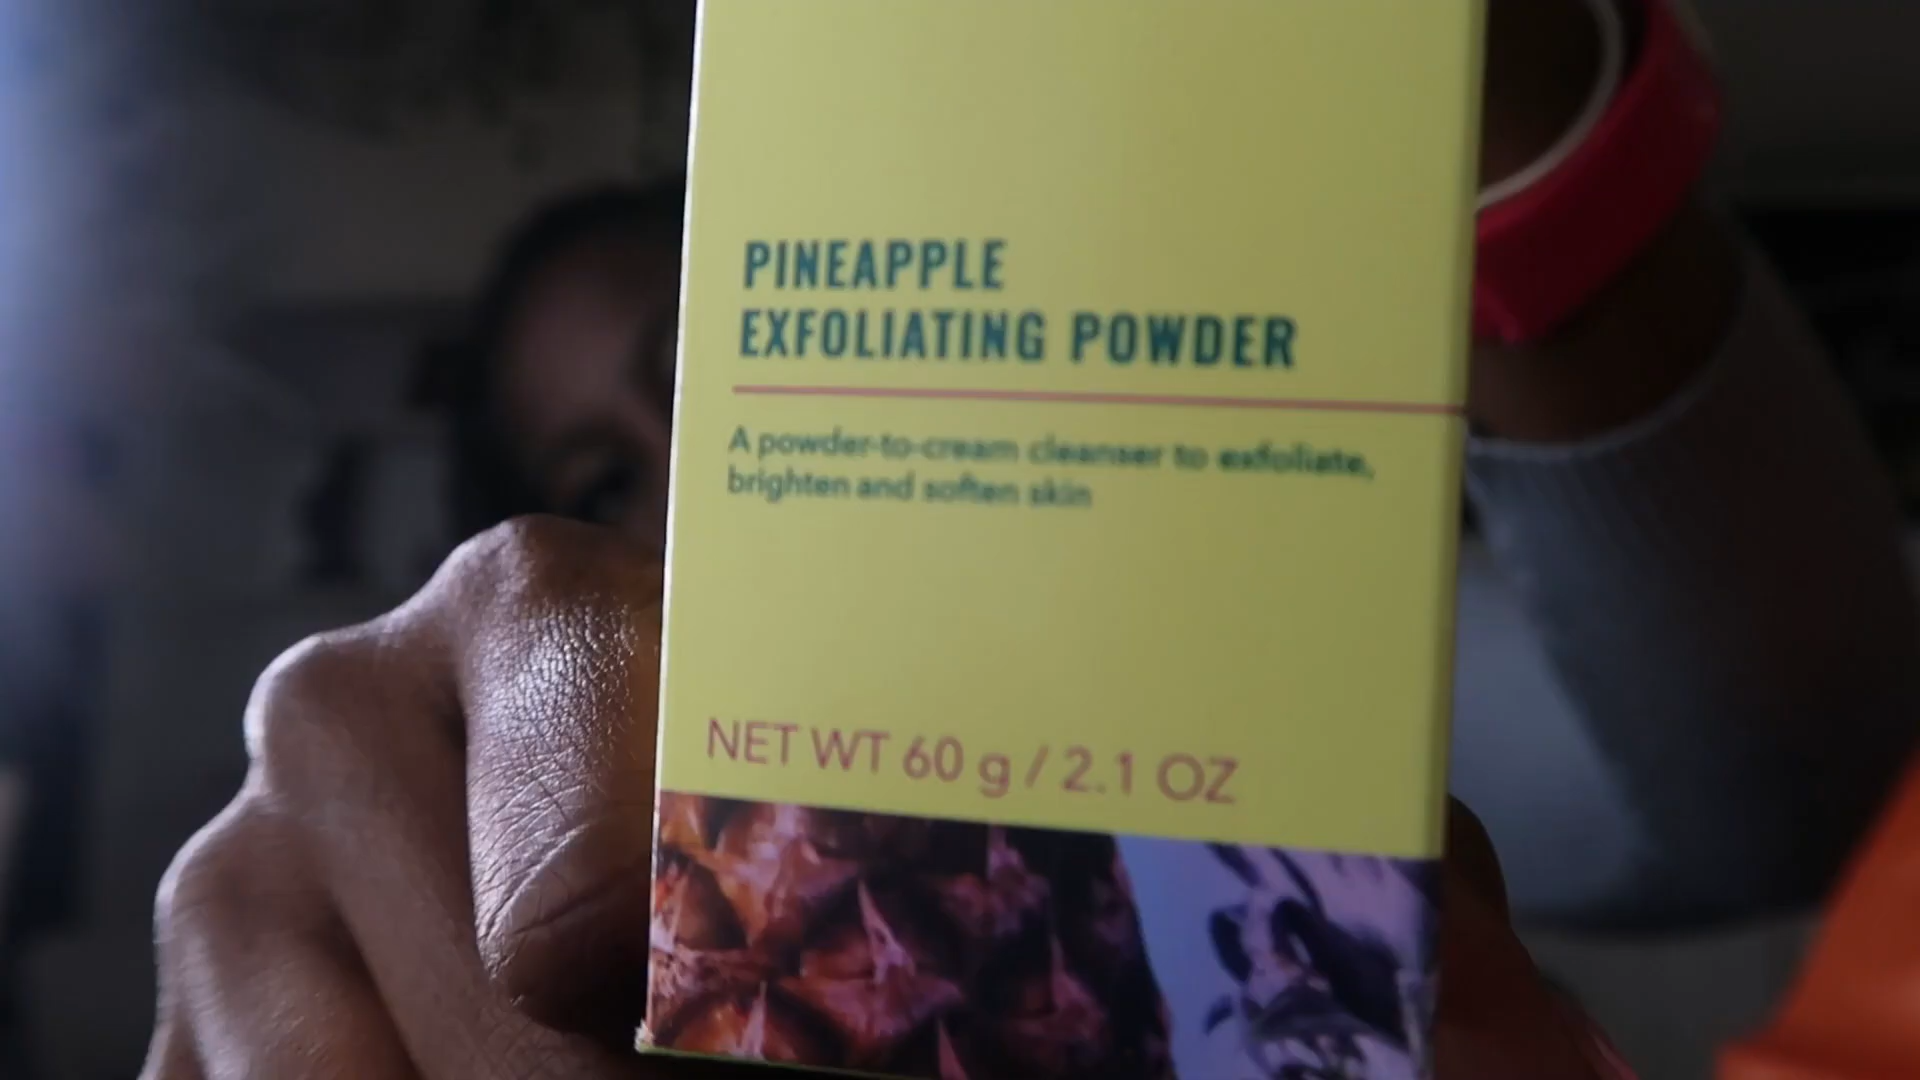 PINEAPPLE
EXFOLIATING POWDER
A powder-to-cream cleanser to exfoliate,
brighten and soften skin
NET WT 60 g / 2.1 OZ